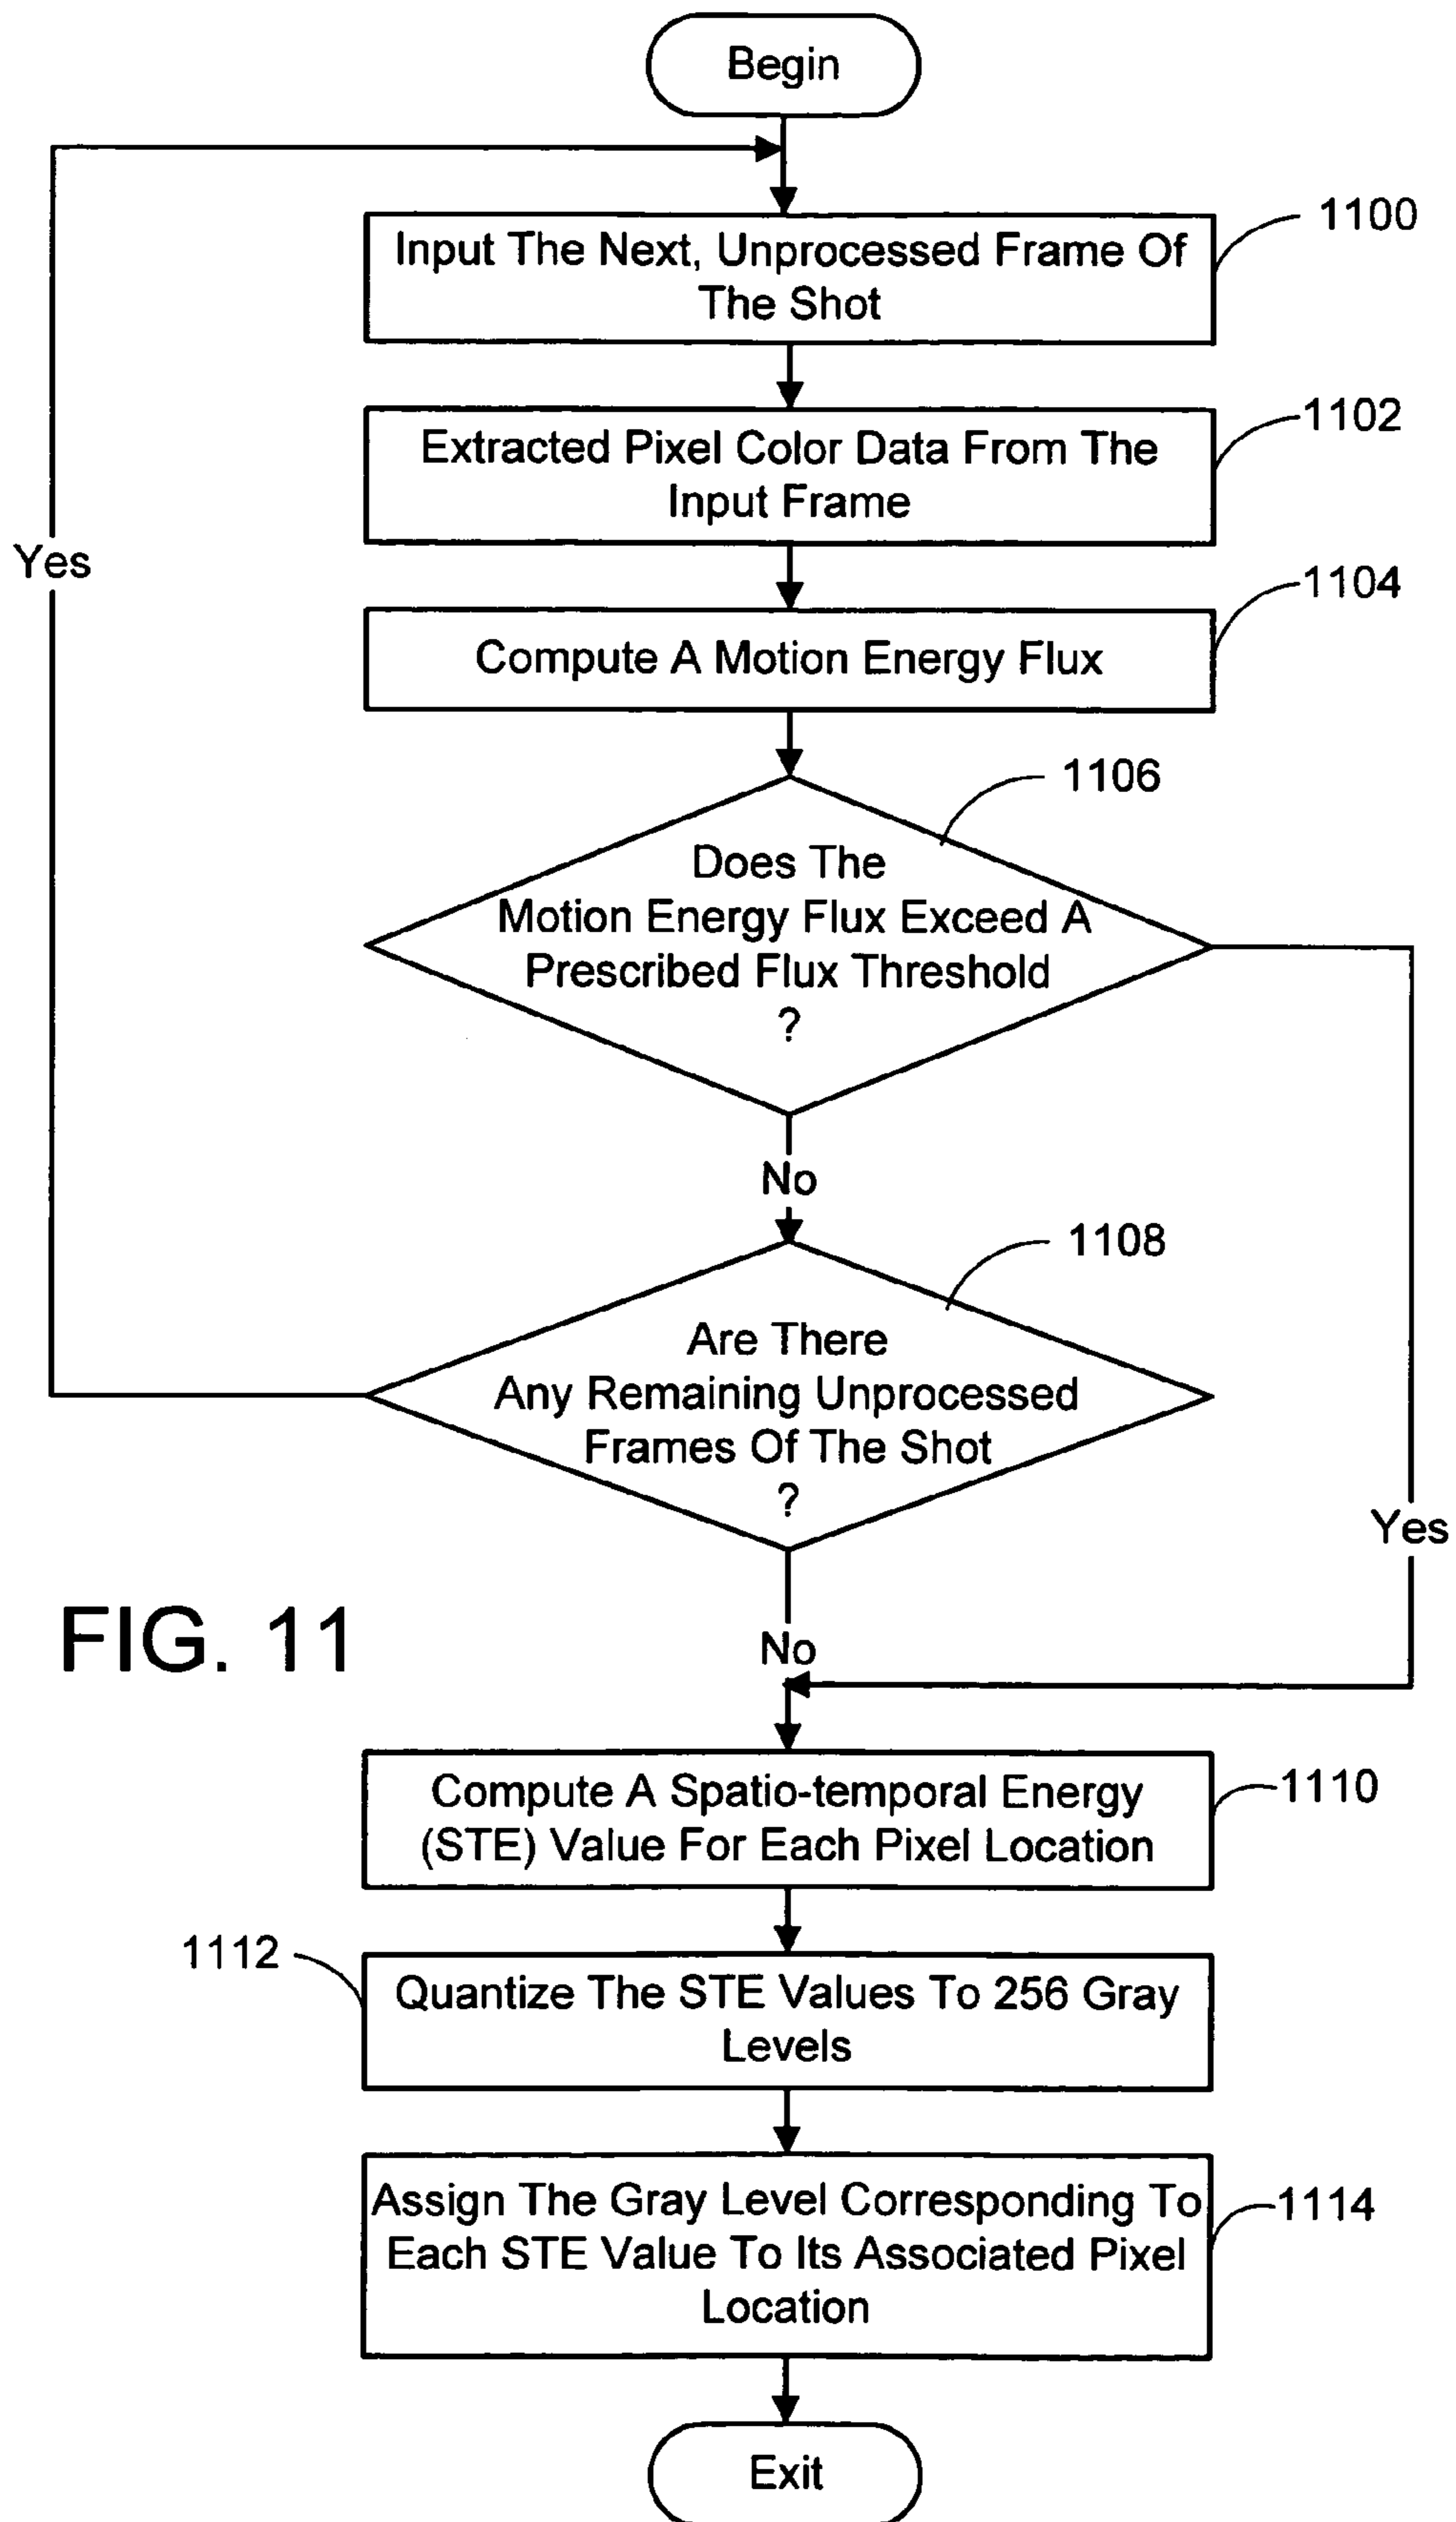 Begin
1100
Input The Next, Unprocessed Frame Of
The Shot
1102
Extracted Pixel Color Data From The
Input Frame
Yes
1104
Compute A Motion Energy Flux
1106
Does The
Motion Energy Flux Exceed A
Prescribed Flux Threshold
?
No
1108
Are There
Any Remaining Unprocessed
Frames Of The Shot
?
Yes
FIG. 11
No
Compute A Spatio-temporal Energy
(STE) Value For Each Pixel Location
1110
1112
Quantize The STE Values To 256 Gray
Levels
Assign The Gray Level Corresponding To
Each STE Value To Its Associated Pixel
Location
1114
Exit